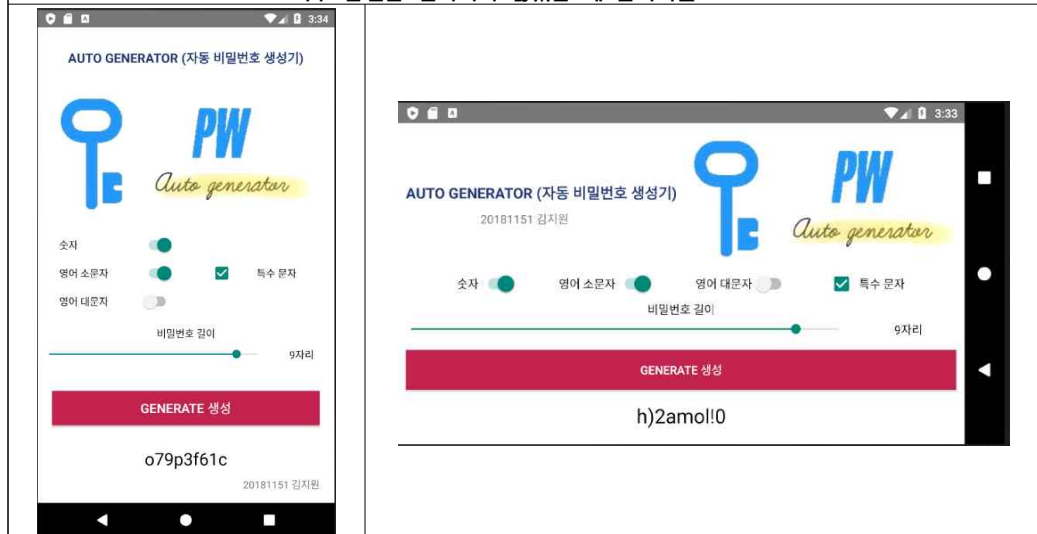 3:34
AUTO GENERATOR (자동 비밀번호 생성기)
PW
Auto generator
숫자
영어 소문자
특수 문자
영어 대문자
비밀번호 길이
9자리
GENERATE 생성
o79p3f61c
20181151 김지원
3:33
AUTO GENERATOR (자동 비밀번호 생성기)
20181151 김지원
PW
Auto generator
숫자 영어 소문자 영어 대문자 특수 문자
비밀번호 길이
9자리
GENERATE 생성
h)2amol!0